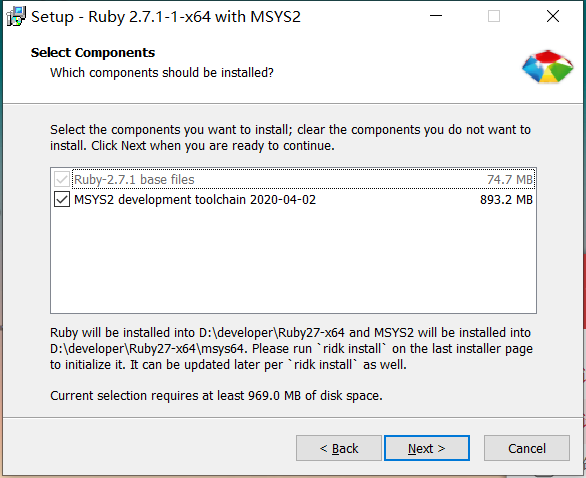 Setup - Ruby 2.7.1-1-x64 with MSYS2
Select Components
Which components should be installed?
Select the components you want to install; clear the components you do not want to
install. Click Next when you are ready to continue.
Ruby-2.7.1 base files 74.7 MB
MSYS2 development toolchain 2020-04-02 893.2 MB
Ruby will be installed into D:\developer\Ruby27-x64 and MSYS2 will be installed into
D:\developer\Ruby27-x64\msys64. Please run `ridk install` on the last installer page
to initialize it. It can be updated later per `ridk install` as well.
Current selection requires at least 969.0 MB of disk space.
< Back Next > Cancel